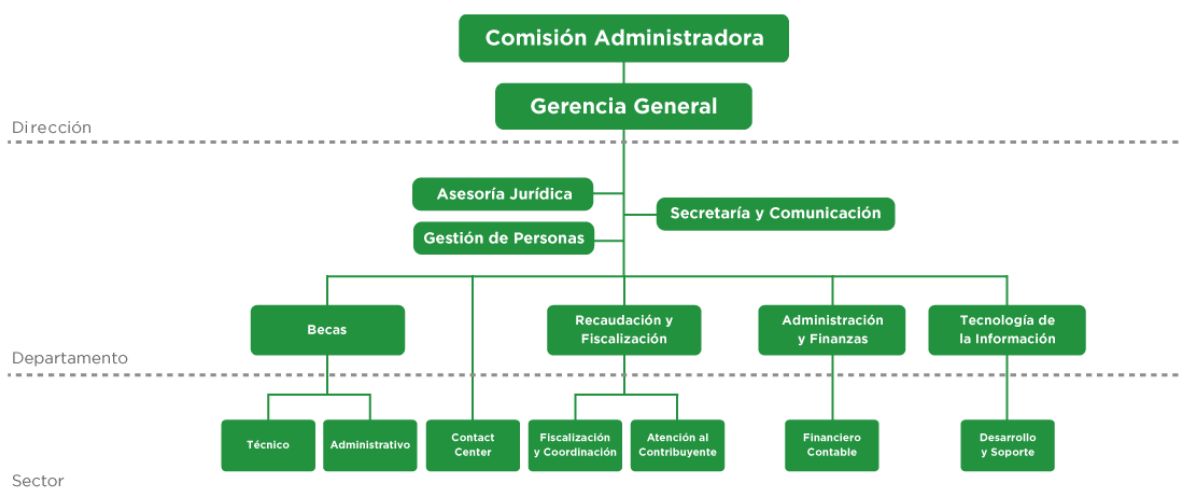 Comisión Administradora
Gerencia General
Dirección
Asesoría Jurídica
Secretaría y Comunicación
Gestión de Personas
Becas
Recaudación y
Fiscalización
Administración
y Finanzas
Tecnología de
la Información
Departamento
Técnico
Administrativo
Contact
Center
Fiscalización
y Coordinación
Atención al
Contribuyente
Financiero
Contable
Desarrollo
y Soporte
Sector